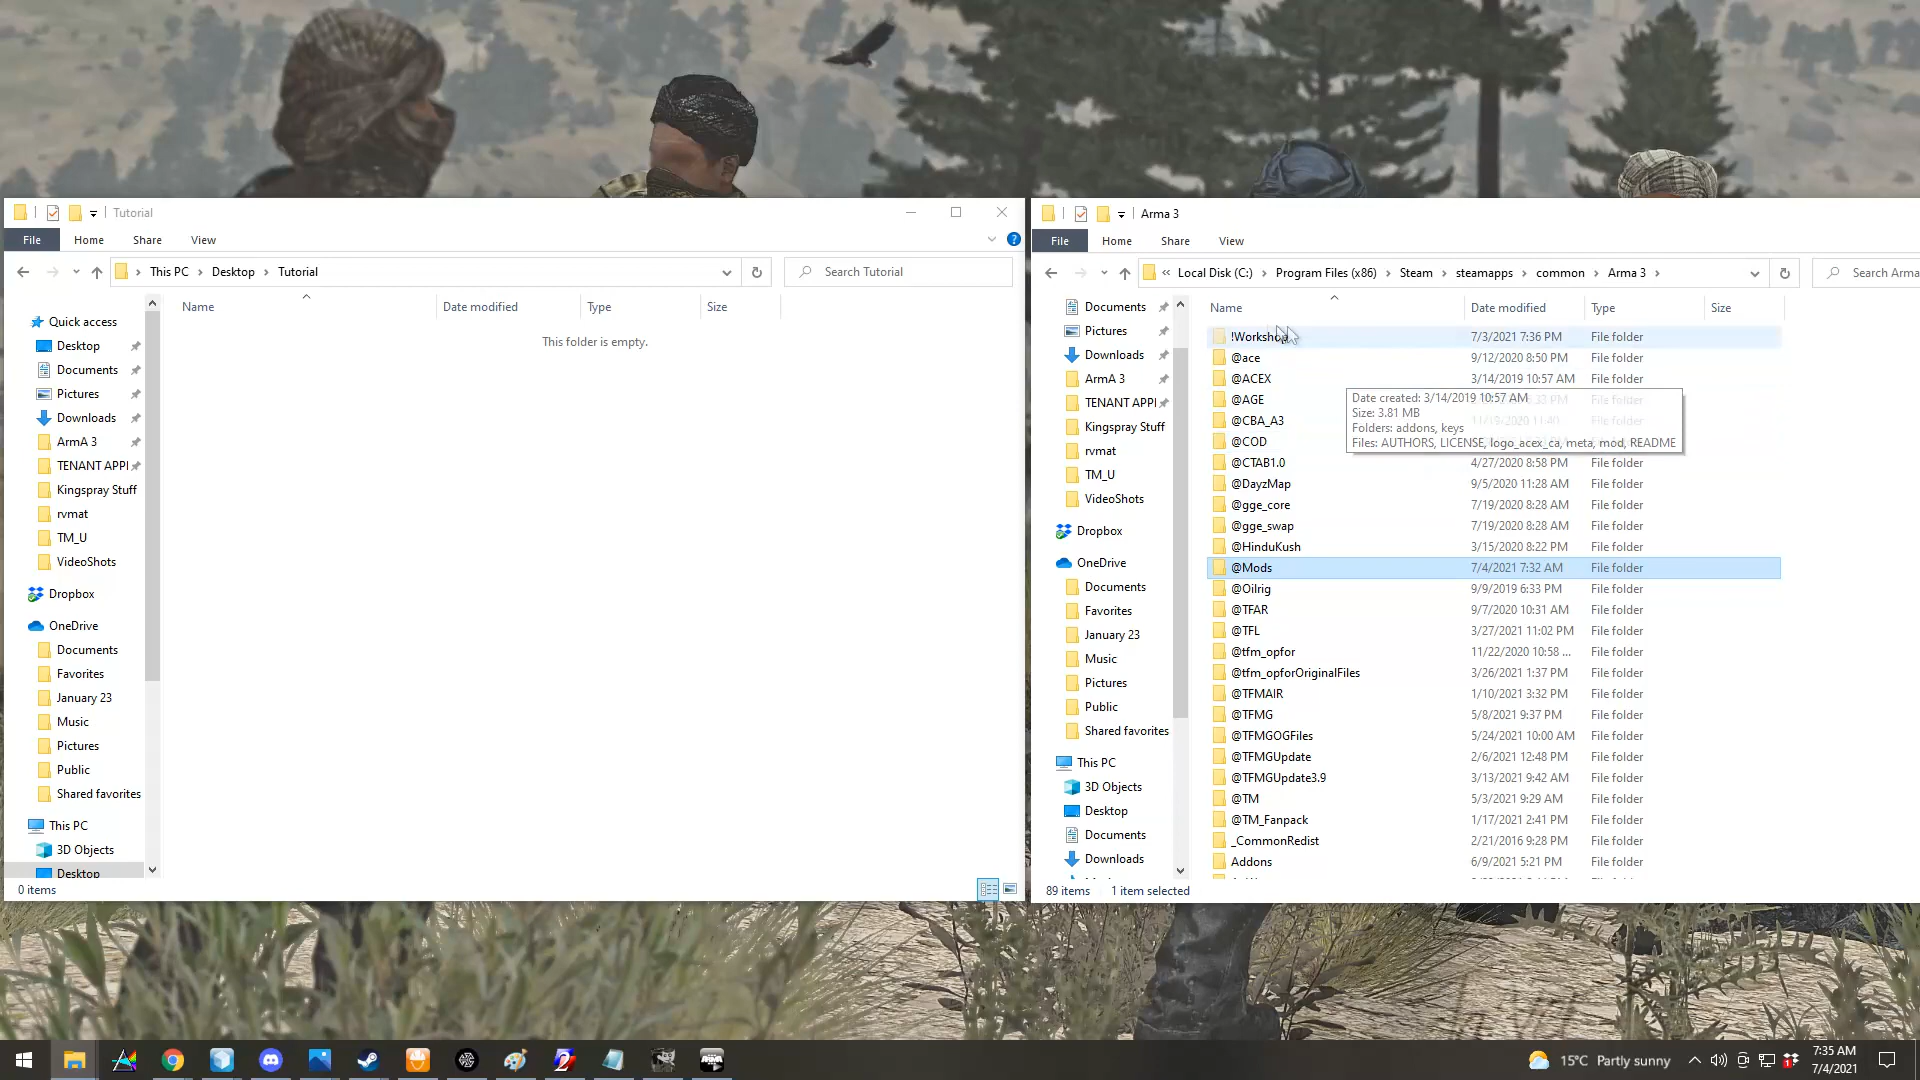 Tutorial
File Home Share View
This PC Desktop Tutorial
Search Tutorial
Name Date modified Type Size
This folder is empty.
Quick access
Desktop
Documents
Pictures
Downloads
ArmA 3
TENANT APPI
Kingspray Stuff
rvmat
TM_U
VideoShots
Dropbox
OneDrive
Documents
Favorites
January 23
Music
Pictures
Public
Shared favorites
This PC
3D Objects
Desktop
0 items
Arma 3
File Home Share View
« Local Disk (C:) Program Files (x86) Steam steamapps common Arma 3
Search Arma
Documents
Pictures
Downloads
ArmA 3
TENANT APPI
Kingspray Stuff
rvmat
TM_U
VideoShots
Dropbox
OneDrive
Documents
Favorites
January 23
Music
Pictures
Public
Shared favorites
This PC
3D Objects
Desktop
Documents
Downloads
Name Date modified Type Size
!Workshop 7/3/2021 7:36 PM File folder
@ace 9/12/2020 8:50 PM File folder
@ACEX 3/14/2019 10:57 AM File folder
@AGE File folder
@CBA_A3 11/19/2020 11:40 File folder
@COD File folder
@CTAB1.0 4/27/2020 8:58 PM File folder
@DayzMap 9/5/2020 11:28 AM File folder
@gge_core 7/19/2020 8:28 AM File folder
@gge_swap 7/19/2020 8:28 AM File folder
@HinduKush 3/15/2020 8:22 PM File folder
@Mods 7/4/2021 7:32 AM File folder
@Oilrig 9/9/2019 6:33 PM File folder
@TFAR 9/7/2020 10:31 AM File folder
@TFL 3/27/2021 11:02 PM File folder
@tfm_opfor 11/22/2020 10:58 ... File folder
@tfm_opforOriginalFiles 3/26/2021 1:37 PM File folder
@TFMAIR 1/10/2021 3:32 PM File folder
@TFMG 5/8/2021 9:37 PM File folder
@TFMGOGFiles 5/24/2021 10:00 AM File folder
@TFMGUpdate 2/6/2021 12:48 PM File folder
@TFMGUpdate3.9 3/13/2021 9:42 AM File folder
@TM 5/3/2021 9:29 AM File folder
@TM_Fanpack 1/17/2021 2:41 PM File folder
_CommonRedist 2/21/2016 9:28 PM File folder
Addons 6/9/2021 5:21 PM File folder
Date created: 3/14/2019 10:57 AM
Size: 3.81 MB
Folders: addons, keys
Files: AUTHORS, LICENSE, logo_acex_ca, meta, mod, README
89 items 1 item selected
15°C Partly sunny
7:35 AM
7/4/2021